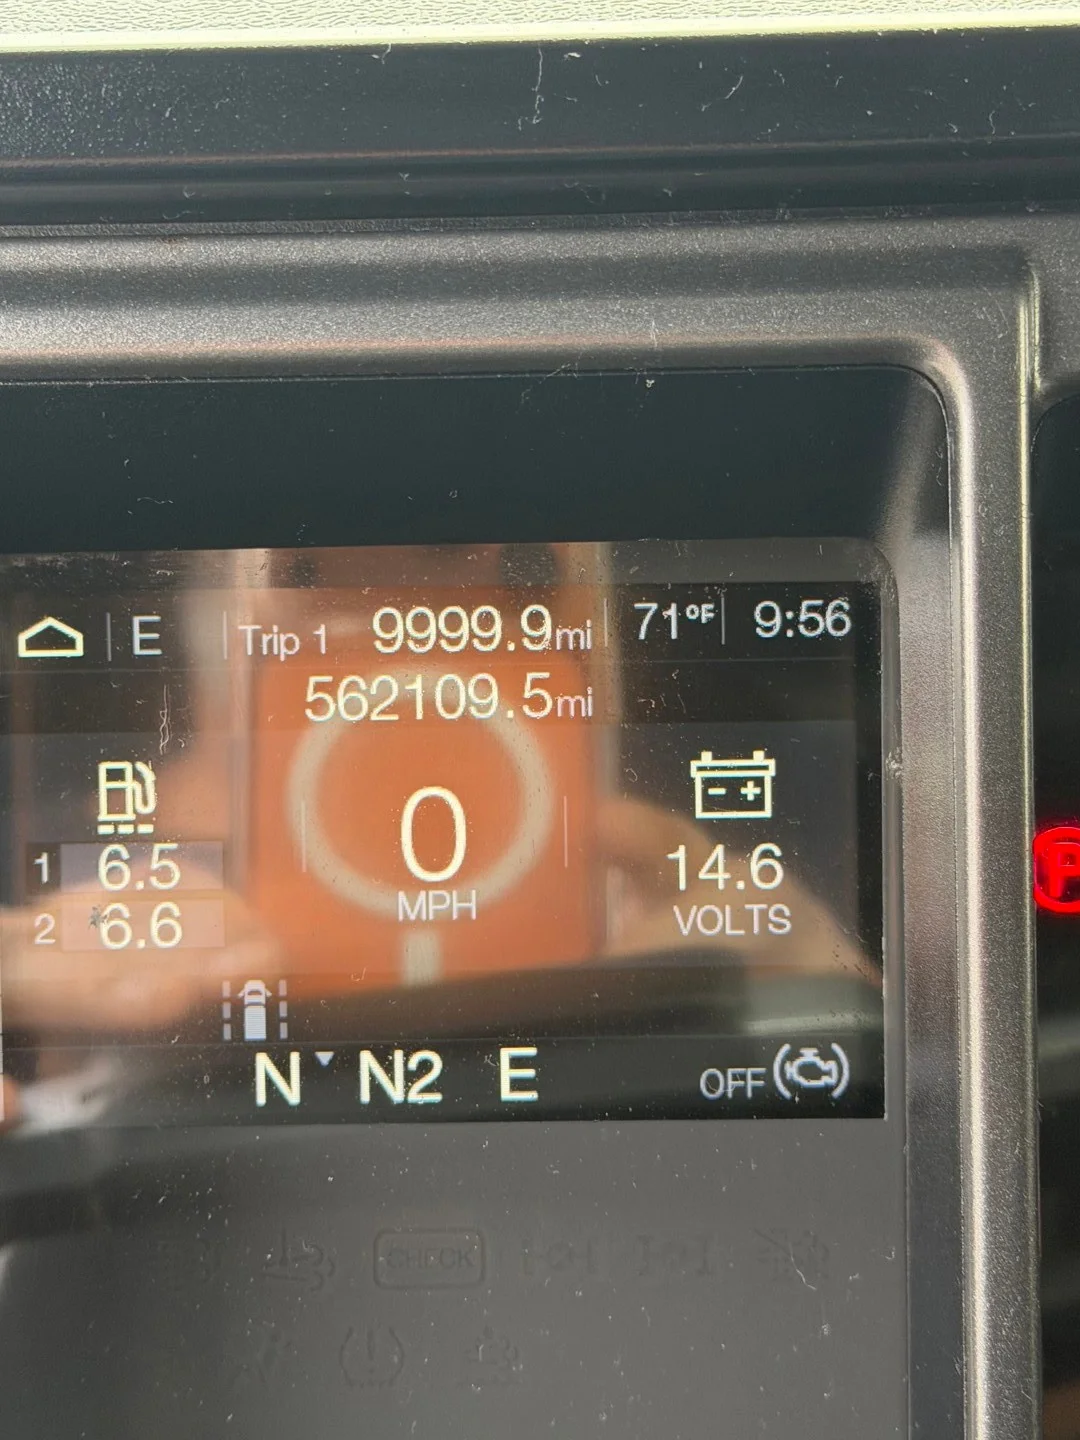 E Trip 1 9999.9mi 71°F 9:56
562109.5mi
1 6.5
2 6.6
0
MPH
14.6
VOLTS
N N2 E
OFF
P
CHECK